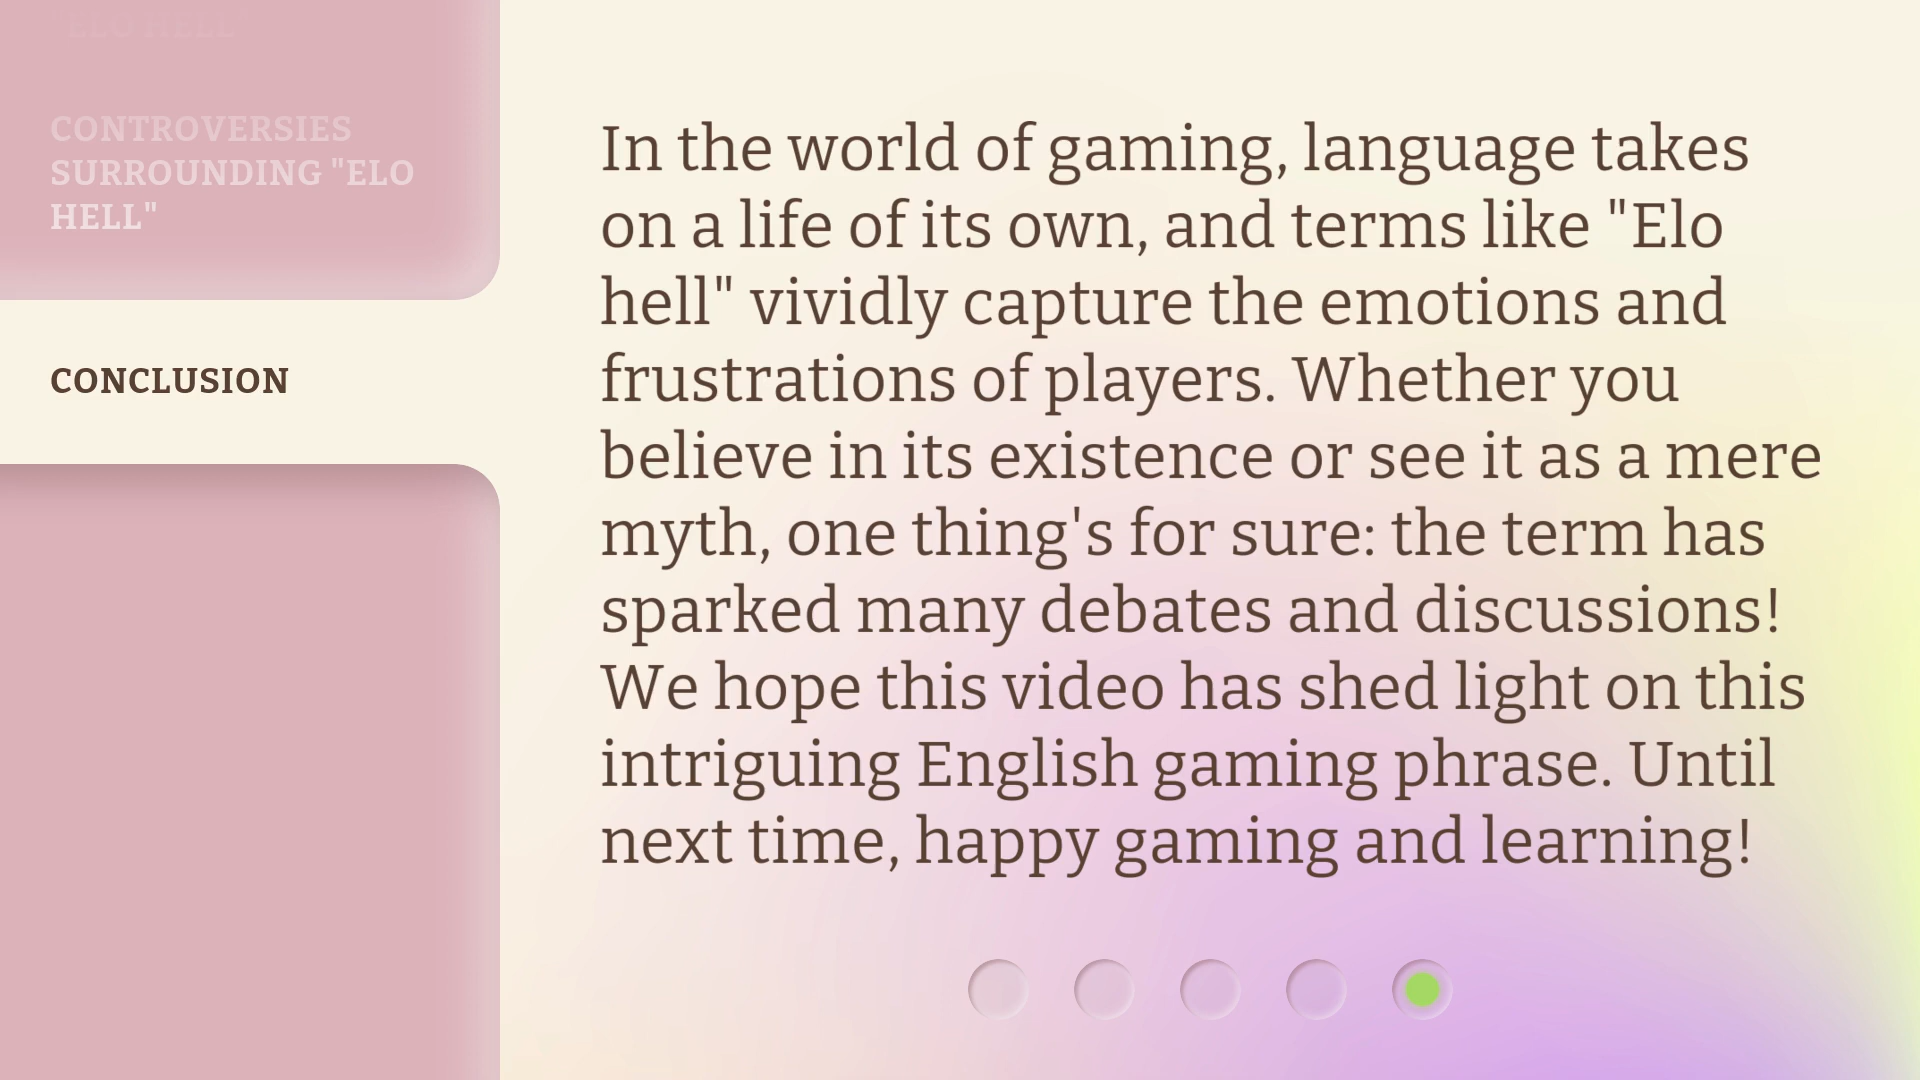 "ELO HELL"
CONTROVERSIES
SURROUNDING "ELO
HELL"
CONCLUSION
In the world of gaming, language takes
on a life of its own, and terms like "Elo
hell" vividly capture the emotions and
frustrations of players. Whether you
believe in its existence or see it as a mere
myth, one thing's for sure: the term has
sparked many debates and discussions!
We hope this video has shed light on this
intriguing English gaming phrase. Until
next time, happy gaming and learning!